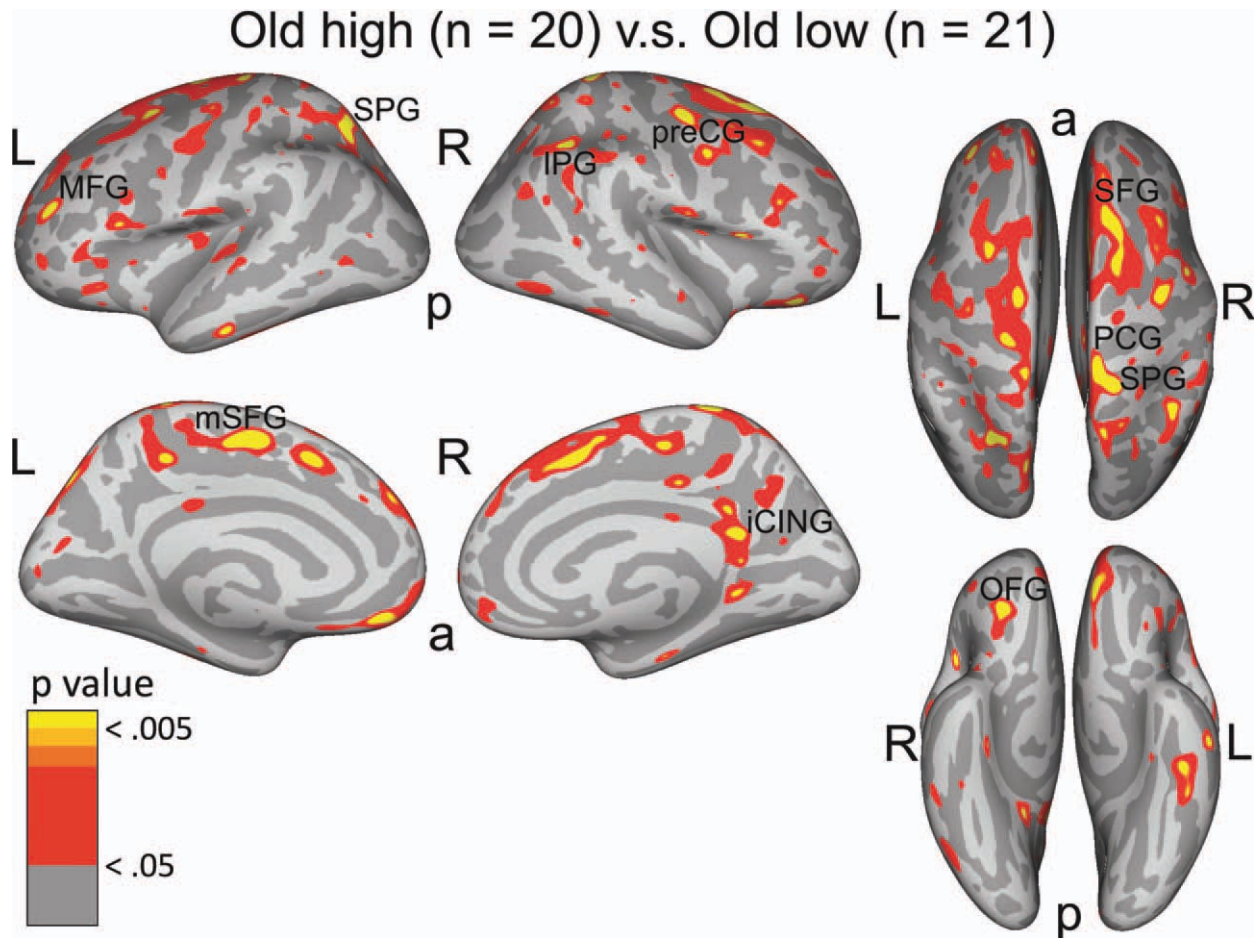 Old high (n = 20) v.s. Old low (n = 21)
SPG
L
MFG
R
preCG
IPG
p
a
SFG
L
R
PCG
SPG
mSFG
L
R
iCING
a
OFG
R
L
p
p value
< .005
< .05